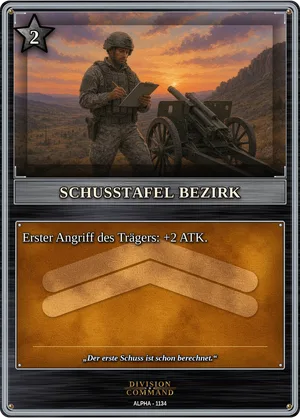 2
SCHUSSTAFEL BEZIRK
Erster Angriff des Trägers: +2 ATK.
„Der erste Schuss ist schon berechnet.“
DIVISION
COMMAND
ALPHA - 1134